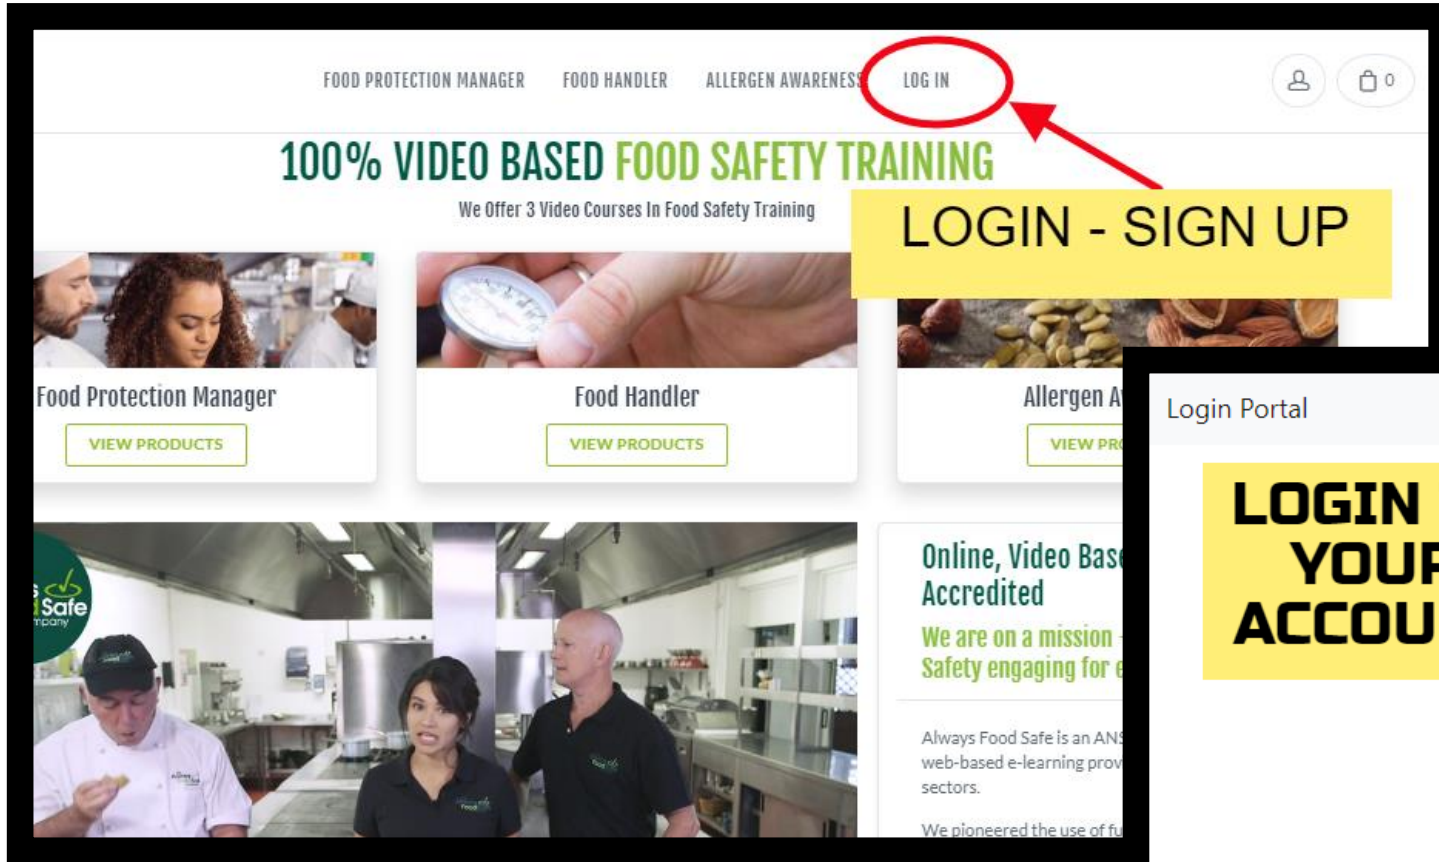 FOOD PROTECTION MANAGER FOOD HANDLER ALLERGEN AWARENESS LOG IN
0
100% VIDEO BASED FOOD SAFETY TRAINING
We Offer 3 Video Courses In Food Safety Training
LOGIN - SIGN UP
Food Protection Manager
VIEW PRODUCTS
Food Handler
VIEW PRODUCTS
Allergen
VIEW
Login Portal
LOGIN
YOUR
ACCOU
Safe
Online, Video Base
Accredited
We are on a mission
Safety engaging for
Always Food Safe is an ANS
web-based e-learning prov
sectors.
We pioneered the use of fu